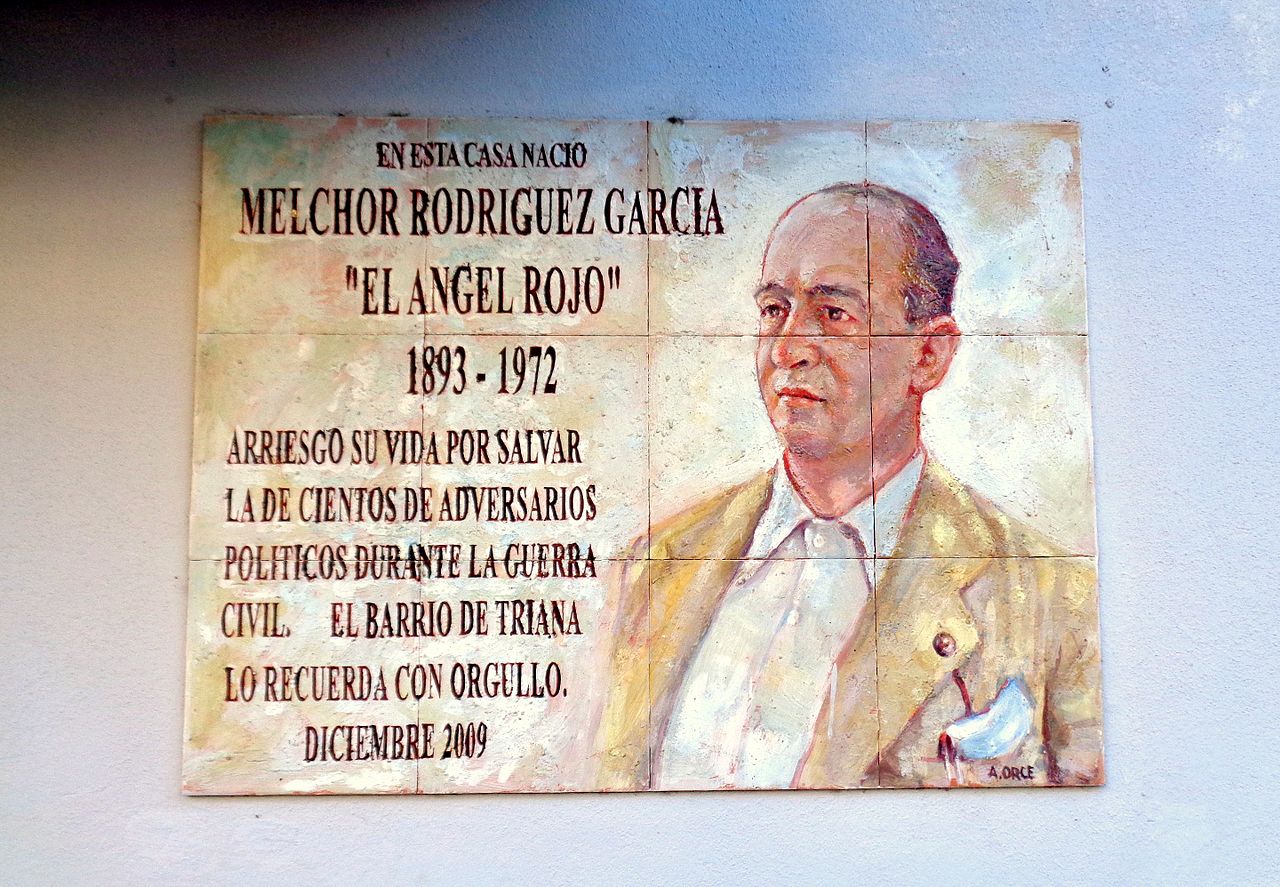 EN ESTA CASA NACIO
MELCHOR RODRIGUEZ GARCIA
"EL ANGEL ROJO"
1893 - 1972
ARRIESGÓ SU VIDA POR SALVAR
LA DE CIENTOS DE ADVERSARIOS
POLITICOS DURANTE LA GUERRA
CIVIL. EL BARRIO DE TRIANA
LO RECUERDA CON ORGULLO.
DICIEMBRE 2009
A. ORCE